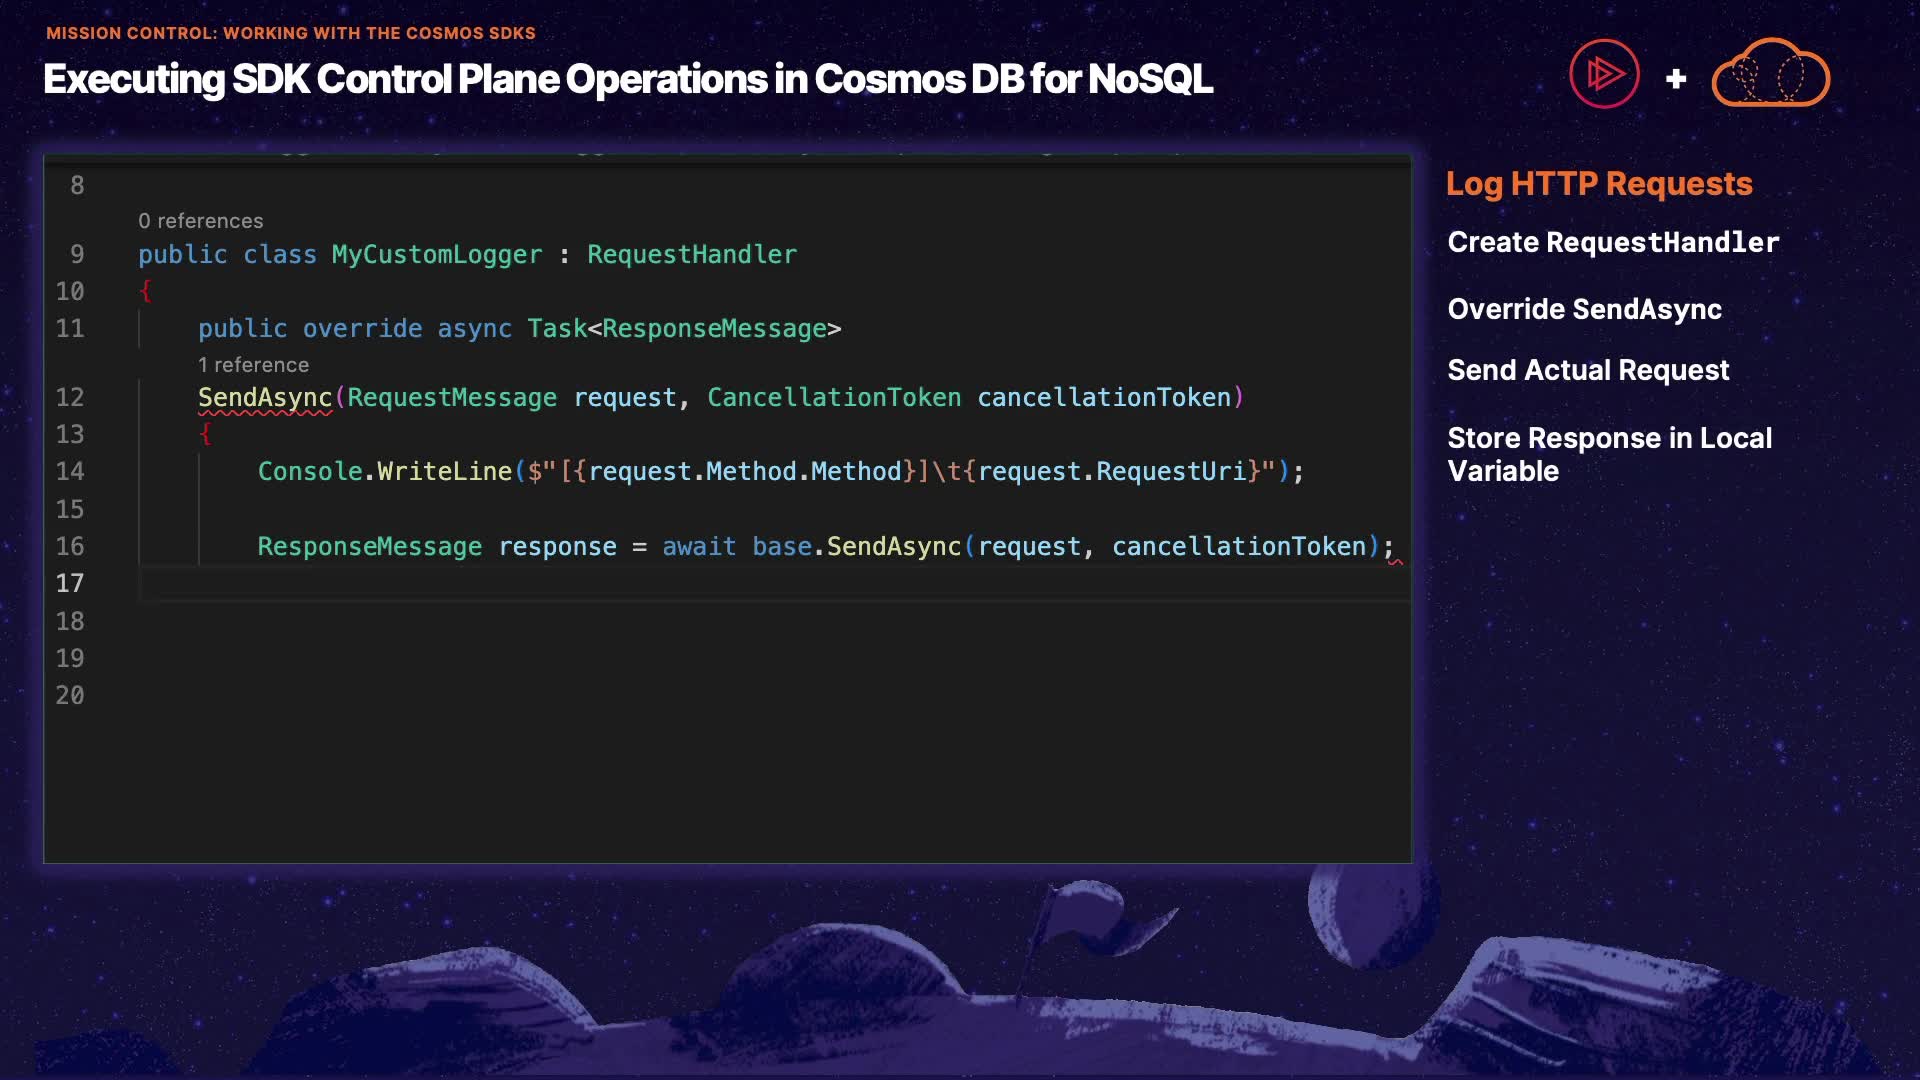 MISSION CONTROL: WORKING WITH THE COSMOS SDKS
Executing SDK Control Plane Operations in Cosmos DB for NoSQL
+
8
0 references
9 public class MyCustomLogger : RequestHandler
10 {
11 public override async Task<ResponseMessage>
1 reference
12 SendAsync(RequestMessage request, CancellationToken cancellationToken)
13 {
14 Console.WriteLine($"[{request.Method.Method}]\t{request.RequestUri}");
15
16 ResponseMessage response = await base.SendAsync(request, cancellationToken);
17
18
19
20
Log HTTP Requests
Create RequestHandler
Override SendAsync
Send Actual Request
Store Response in Local
Variable